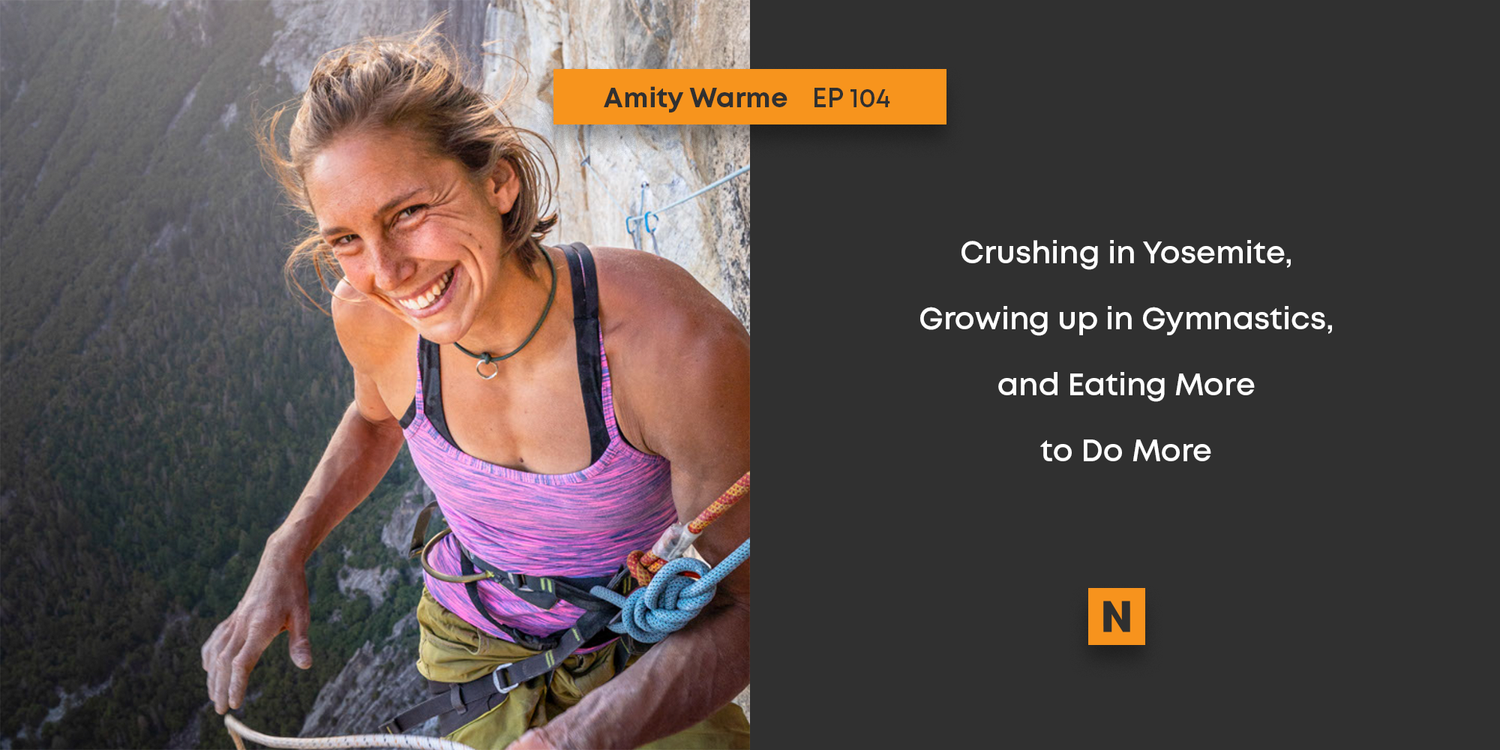 Amity Warme EP 104
Crushing in Yosemite,
Growing up in Gymnastics,
and Eating More
to Do More
N